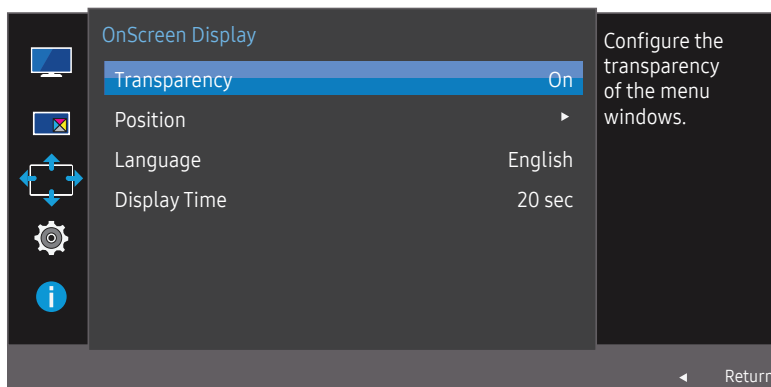 OnScreen Display
Transparency On
Position ▸
Language English
Display Time 20 sec
Configure the
transparency
of the menu
windows.
i
◂ Return